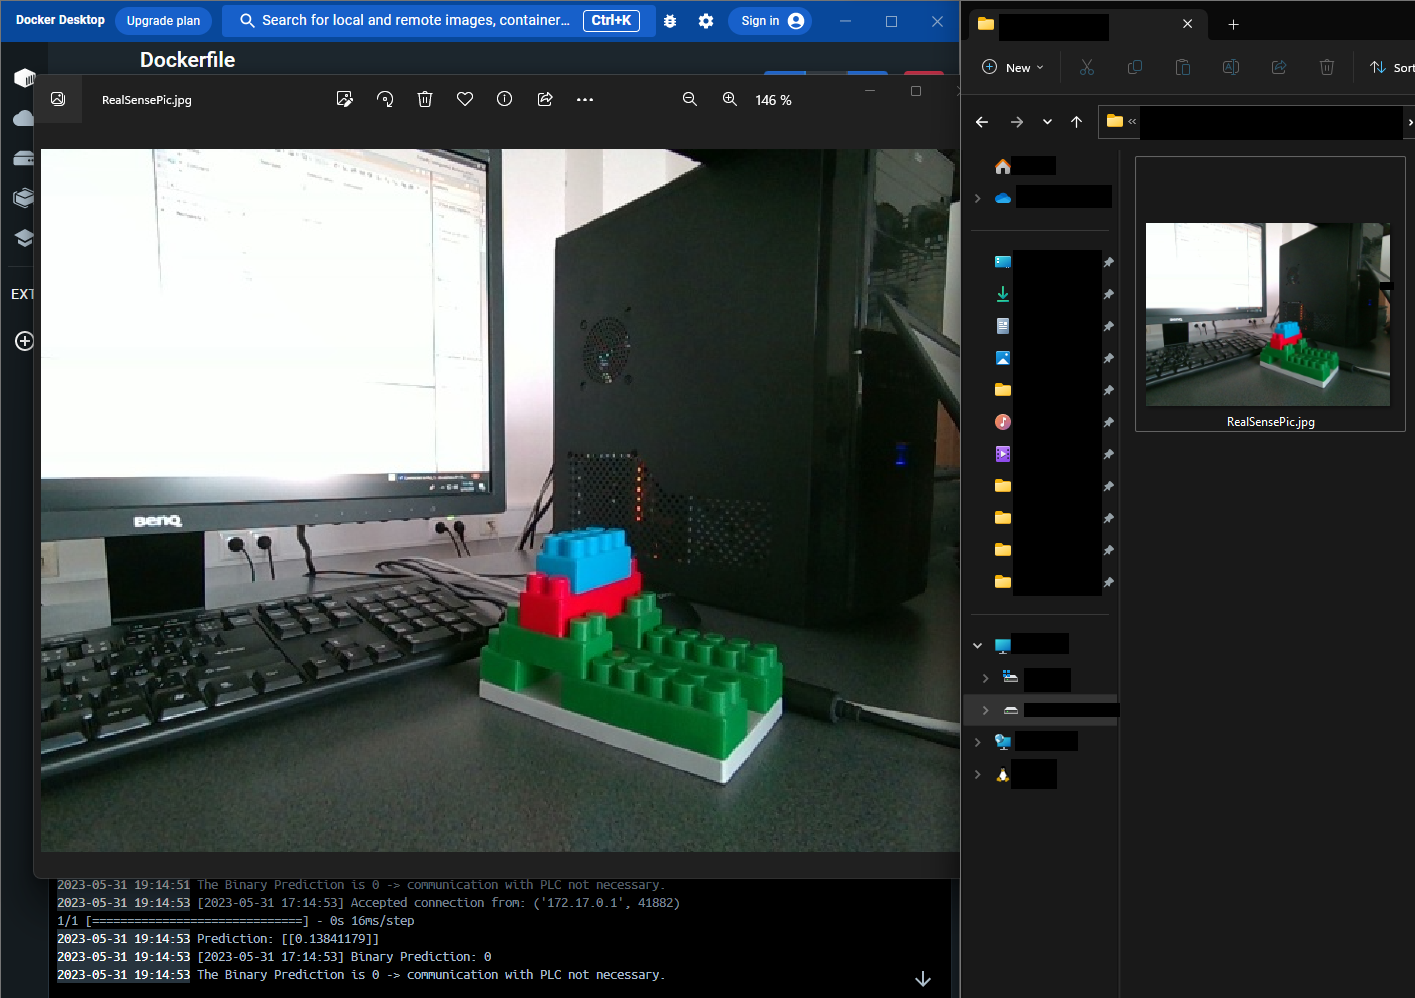 Docker Desktop
Upgrade plan
Search for local and remote images, container...
Ctrl+K
Sign in
Dockerfile
RealSensePic.jpg
146 %
EXT
BenQ
2023-05-31 19:14:51 The Binary Prediction is 0 -> communication with PLC not necessary.
2023-05-31 19:14:53 [2023-05-31 17:14:53] Accepted connection from: ('172.17.0.1', 41882)
1/1 [==============================] - 0s 16ms/step
2023-05-31 19:14:53 Prediction: [[0.13841179]]
2023-05-31 19:14:53 [2023-05-31 17:14:53] Binary Prediction: 0
2023-05-31 19:14:53 The Binary Prediction is 0 -> communication with PLC not necessary.
New
Sort
BenQ
RealSensePic.jpg